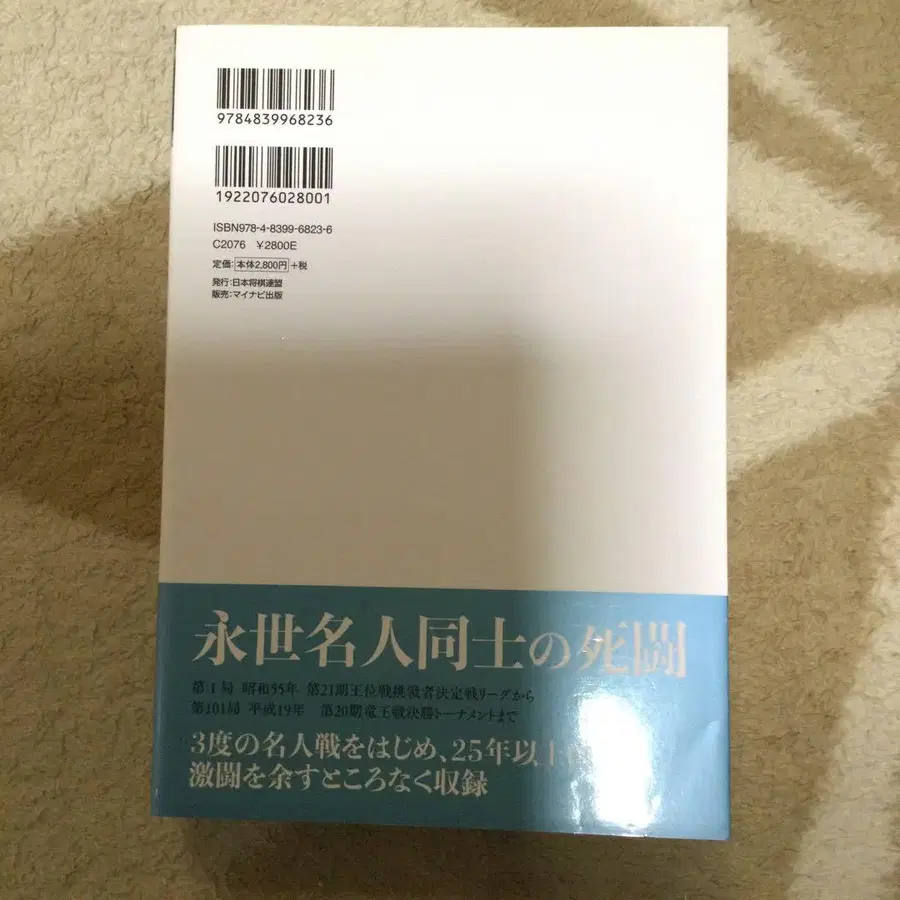 9784839968236
1922076028001
ISBN978-4-8399-6823-6
C2076 ¥2800E
定価:本体2,800円+税
発行:日本将棋連盟
販売:マイナビ出版
永世名人同士の死闘
第1局 昭和55年 第21期王位戦挑戦者決定戦リーグから
第101局 平成19年 第20期竜王戦決勝トーナメントまで
3度の名人戦をはじめ、25年以上
激闘を余すところなく収録